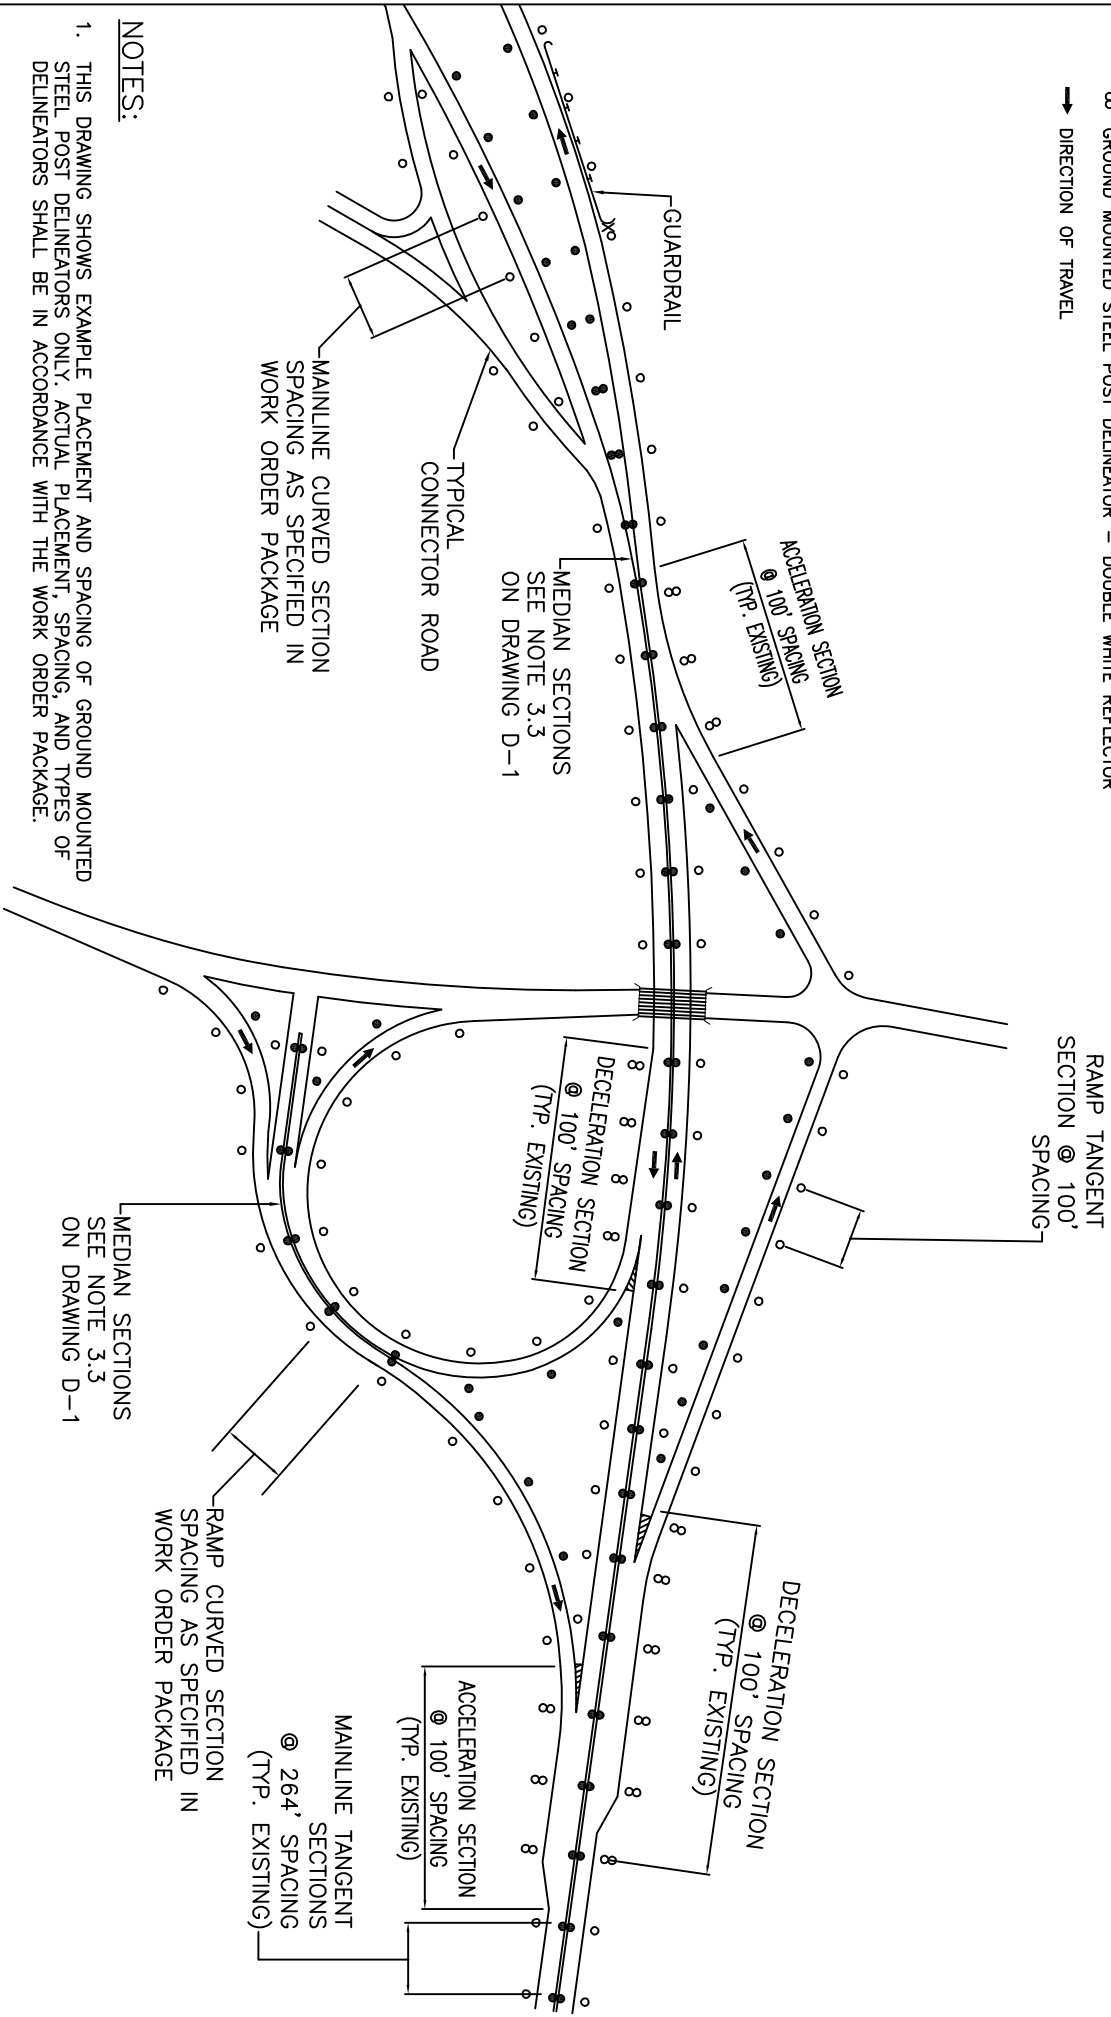 GROUND MOUNTED STEEL POST DELINEATOR – DOUBLE WHITE REFLECTOR
DIRECTION OF TRAVEL
GUARDRAIL
ACCELERATION SECTION
@ 100' SPACING
(TYP. EXISTING)
RAMP TANGENT
SECTION @ 100'
SPACING
MAINLINE CURVED SECTION
SPACING AS SPECIFIED IN
WORK ORDER PACKAGE
TYPICAL
CONNECTOR ROAD
MEDIAN SECTIONS
SEE NOTE 3.3
ON DRAWING D–1
DECELERATION SECTION
@ 100' SPACING
(TYP. EXISTING)
DECELERATION SECTION
@ 100' SPACING
(TYP. EXISTING)
MEDIAN SECTIONS
SEE NOTE 3.3
ON DRAWING D–1
RAMP CURVED SECTION
SPACING AS SPECIFIED IN
WORK ORDER PACKAGE
ACCELERATION SECTION
@ 100' SPACING
(TYP. EXISTING)
MAINLINE TANGENT
SECTIONS
@ 264' SPACING
(TYP. EXISTING)
NOTES:
1. THIS DRAWING SHOWS EXAMPLE PLACEMENT AND SPACING OF GROUND MOUNTED
STEEL POST DELINEATORS ONLY. ACTUAL PLACEMENT, SPACING, AND TYPES OF
DELINEATORS SHALL BE IN ACCORDANCE WITH THE WORK ORDER PACKAGE.